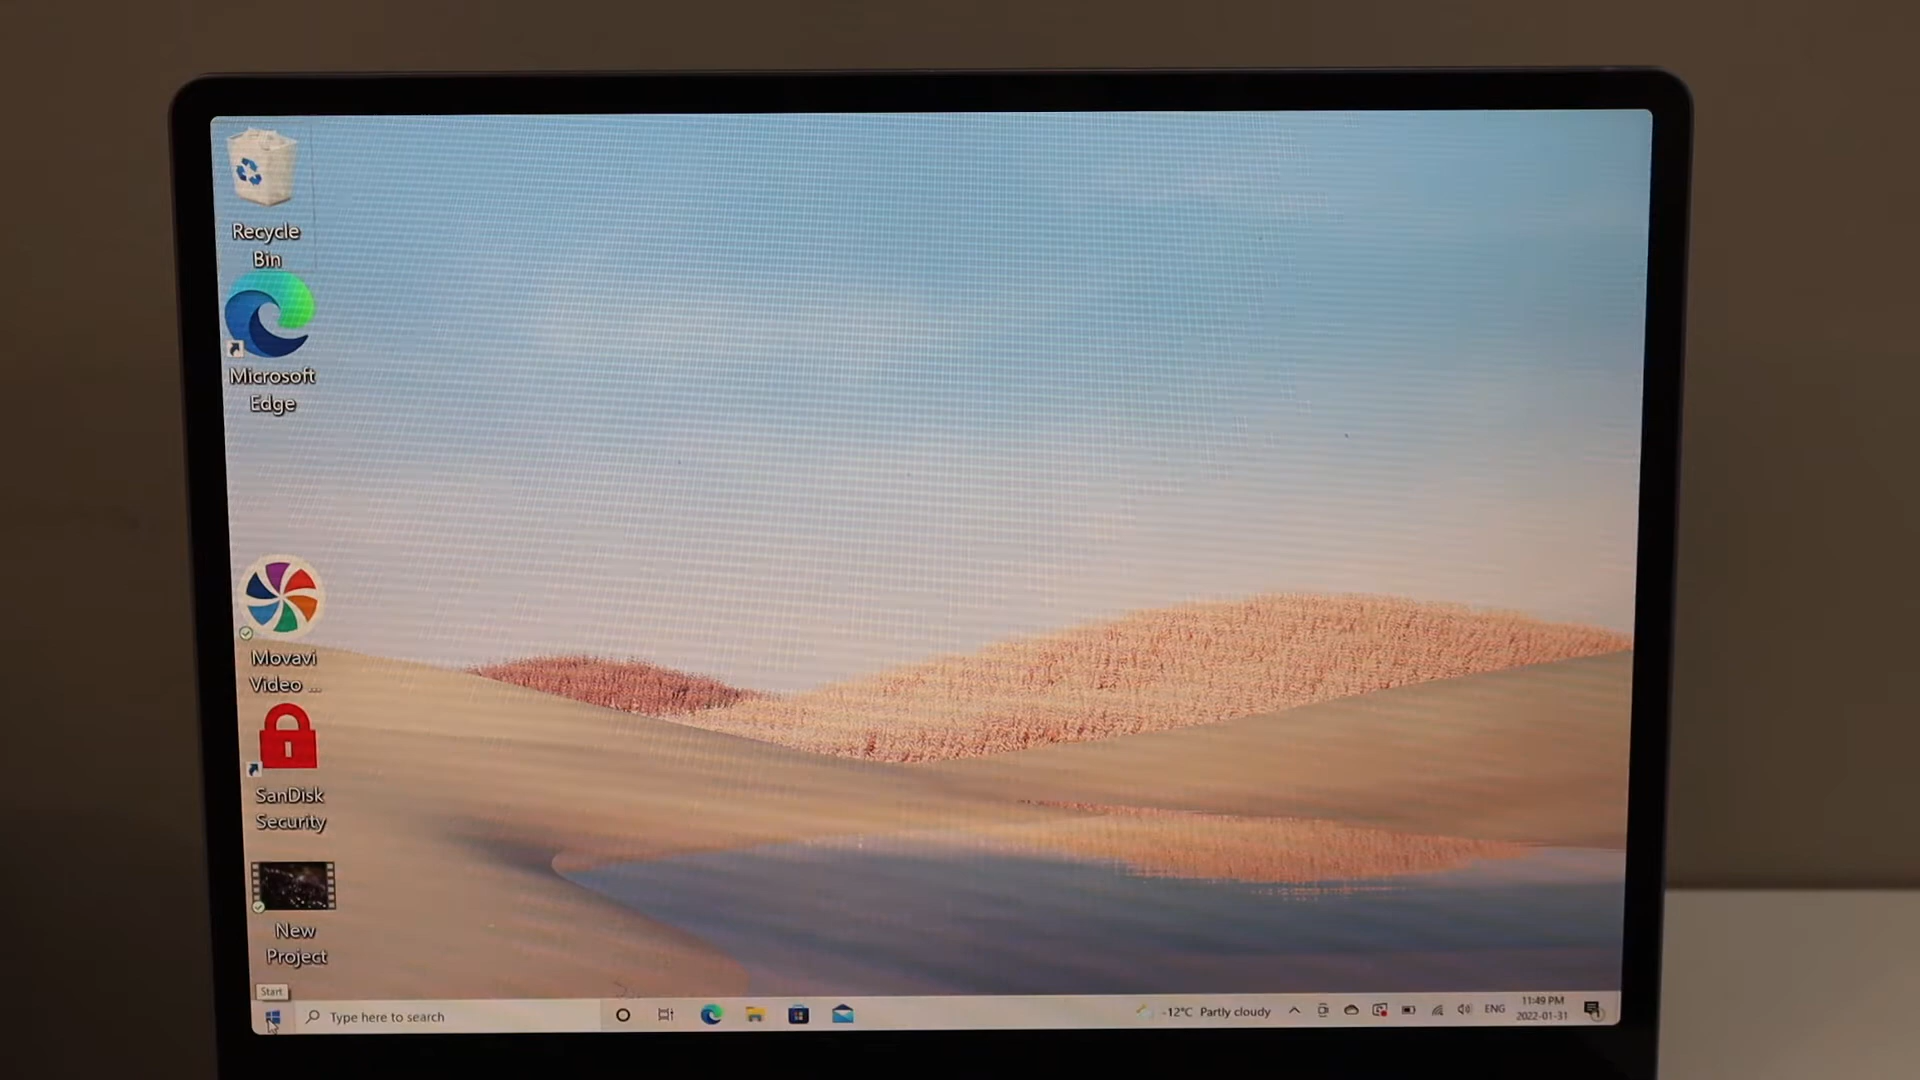 Recycle
Bin
Microsoft
Edge
Movavi
Video ...
SanDisk
Security
New
Project
Start
Type here to search
-12°C Partly cloudy
ENG
11:49 PM
2022-01-31